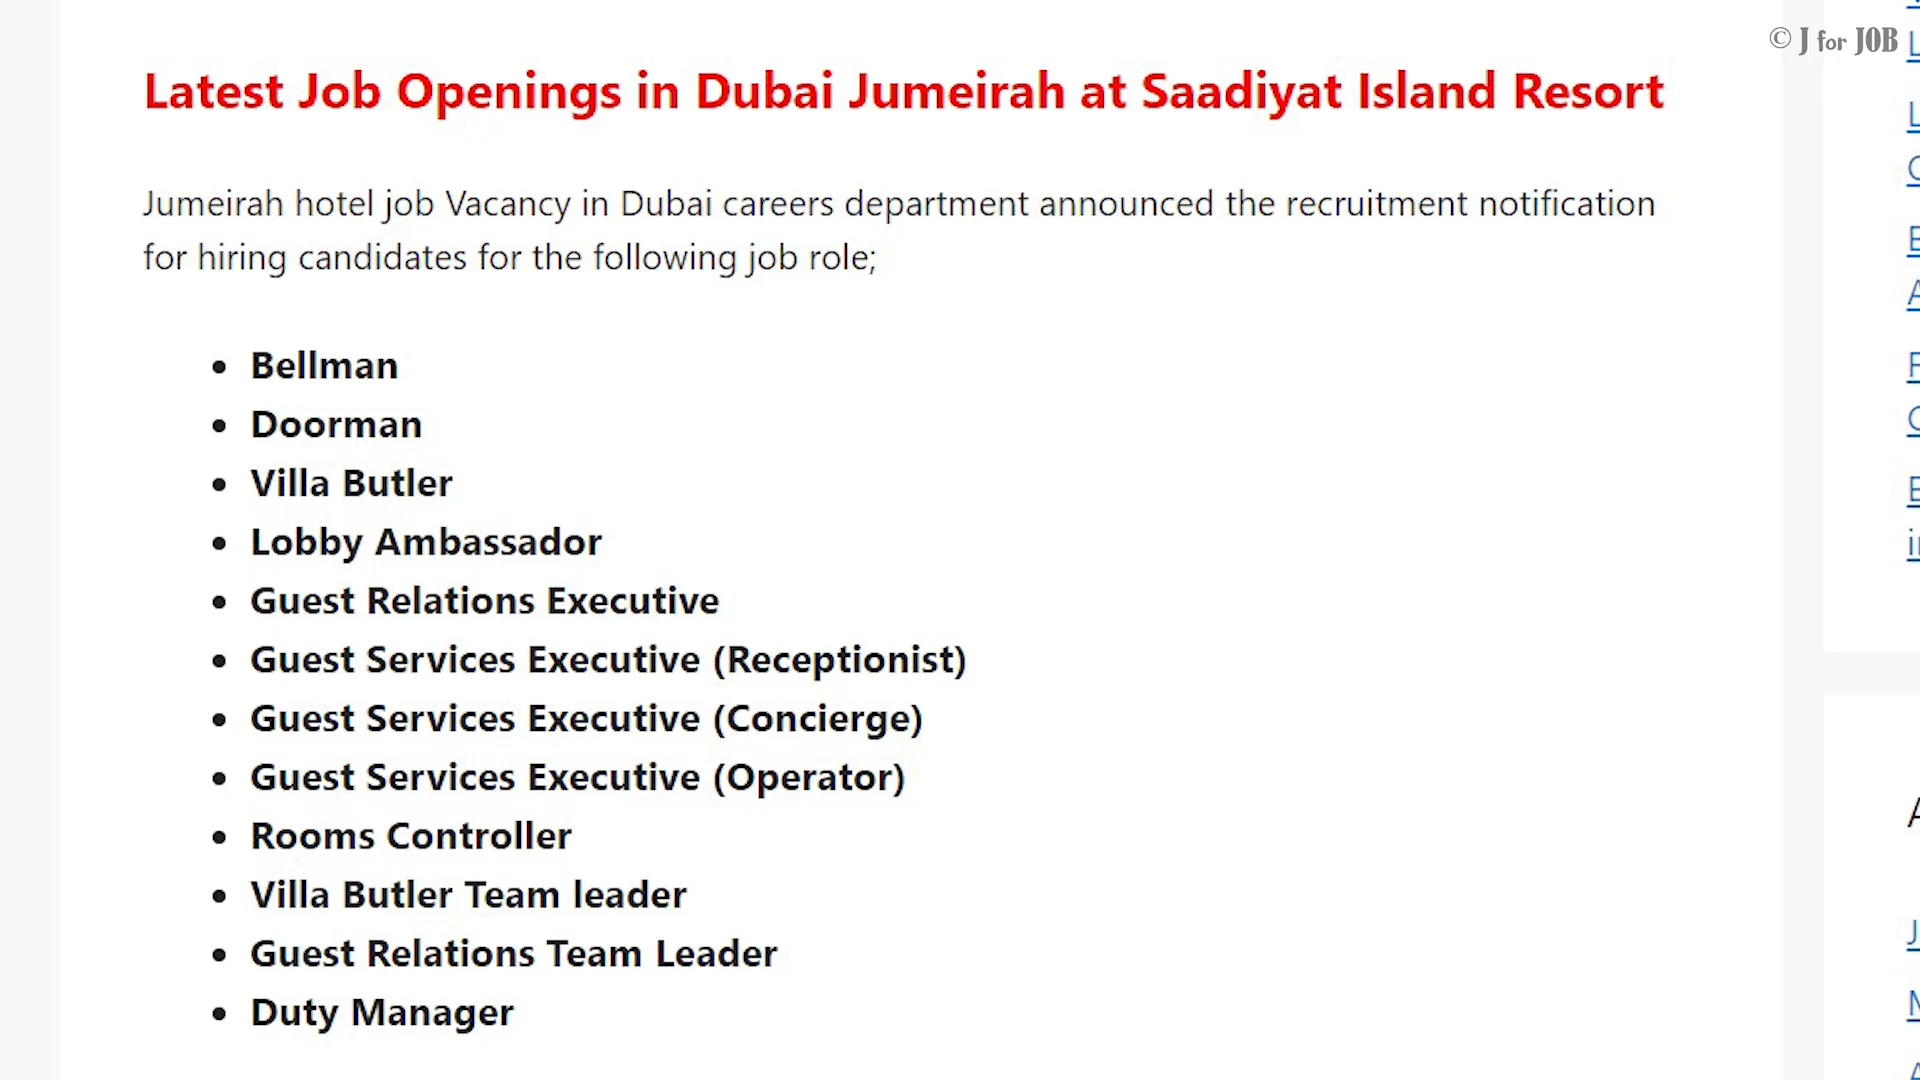 © J for JOB
Latest Job Openings in Dubai Jumeirah at Saadiyat Island Resort
Jumeirah hotel job Vacancy in Dubai careers department announced the recruitment notification
for hiring candidates for the following job role;
• Bellman
• Doorman
• Villa Butler
• Lobby Ambassador
• Guest Relations Executive
• Guest Services Executive (Receptionist)
• Guest Services Executive (Concierge)
• Guest Services Executive (Operator)
• Rooms Controller
• Villa Butler Team leader
• Guest Relations Team Leader
• Duty Manager